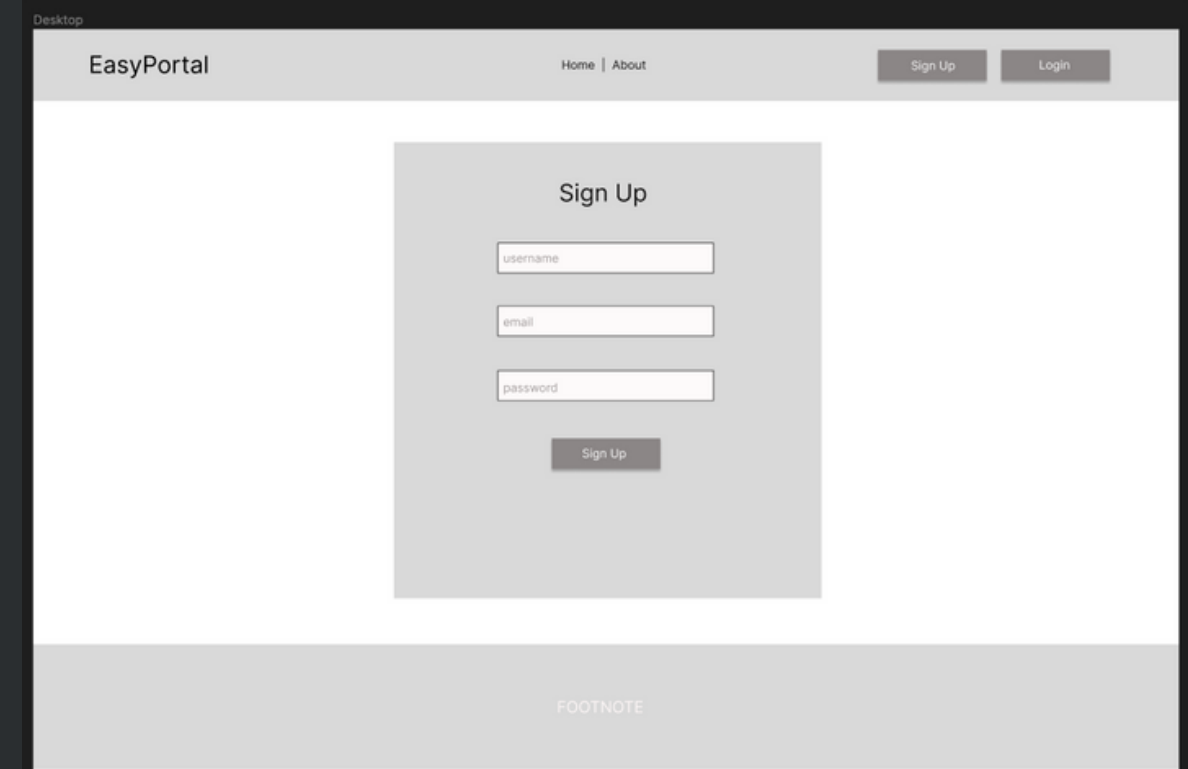 Desktop
EasyPortal
Home | About
Sign Up
Login
Sign Up
username
email
password
Sign Up
FOOTNOTE